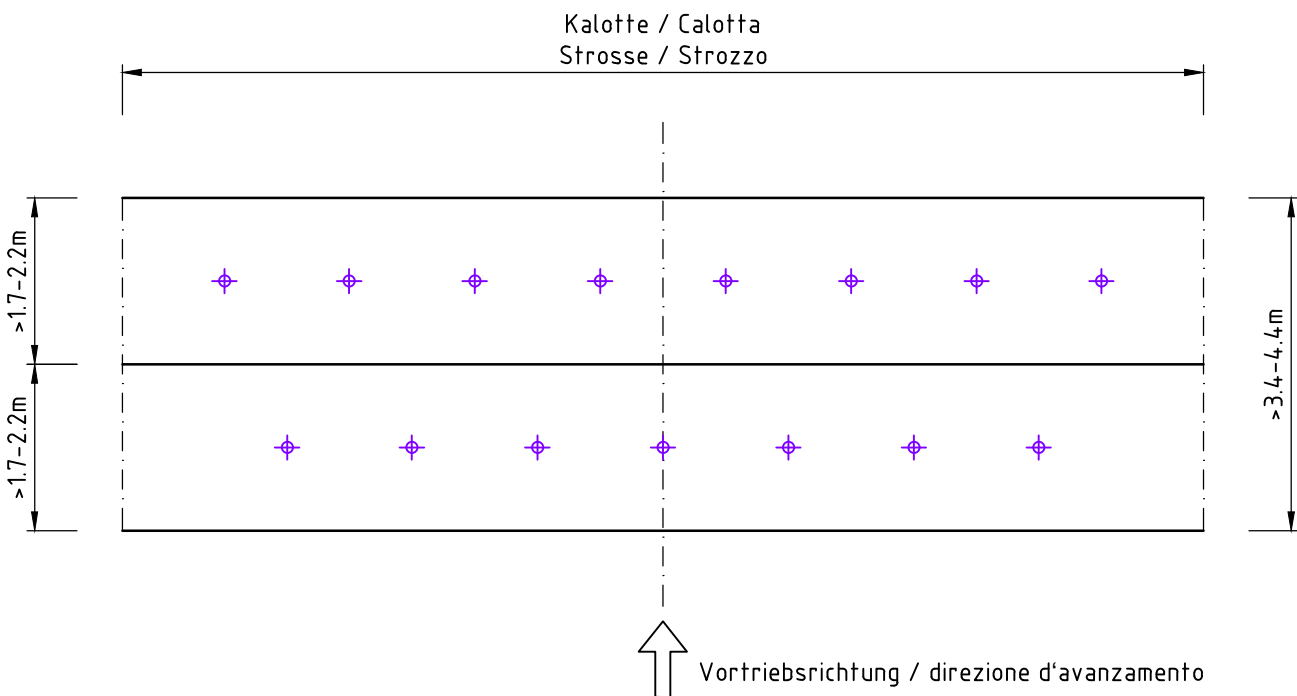 Kalotte / Calotta
Strosse / Strozzo
>1.7-2.2m
>1.7-2.2m
>3.4-4.4m
Vortriebsrichtung / direzione d'avanzamento